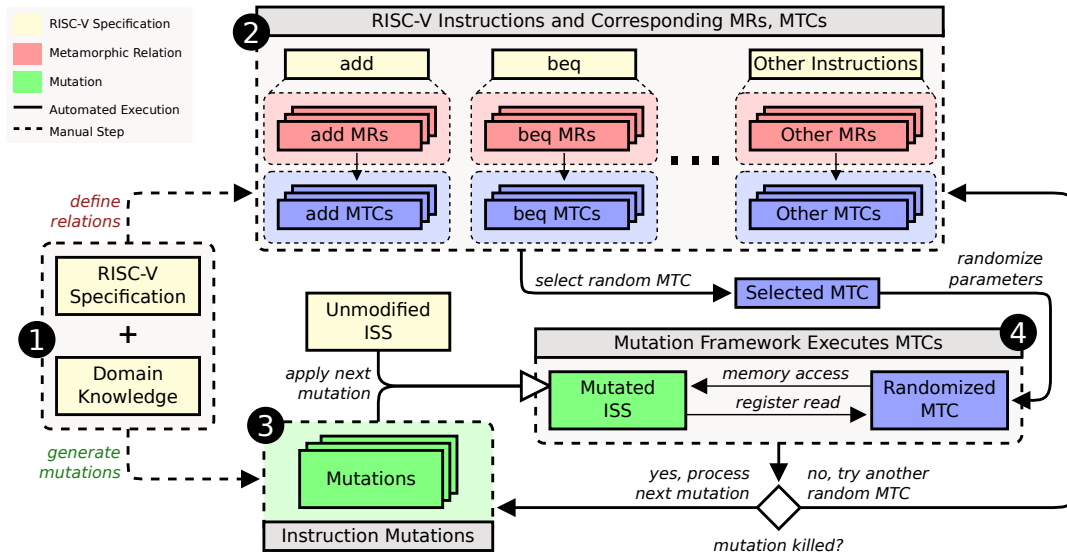 RISC-V Specification
Metamorphic Relation
Mutation
Automated Execution
Manual Step
2
RISC-V Instructions and Corresponding MRs, MTCs
add
beq
Other Instructions
add MRs
beq MRs
Other MRs
...
add MTCs
beq MTCs
Other MTCs
define
relations
1
RISC-V
Specification
+
Domain
Knowledge
generate
mutations
select random MTC
Selected MTC
randomize
parameters
Unmodified
ISS
apply next
mutation
3
Mutations
Instruction Mutations
4
Mutation Framework Executes MTCs
Mutated
ISS
memory access
register read
Randomized
MTC
yes, process
next mutation
no, try another
random MTC
mutation killed?